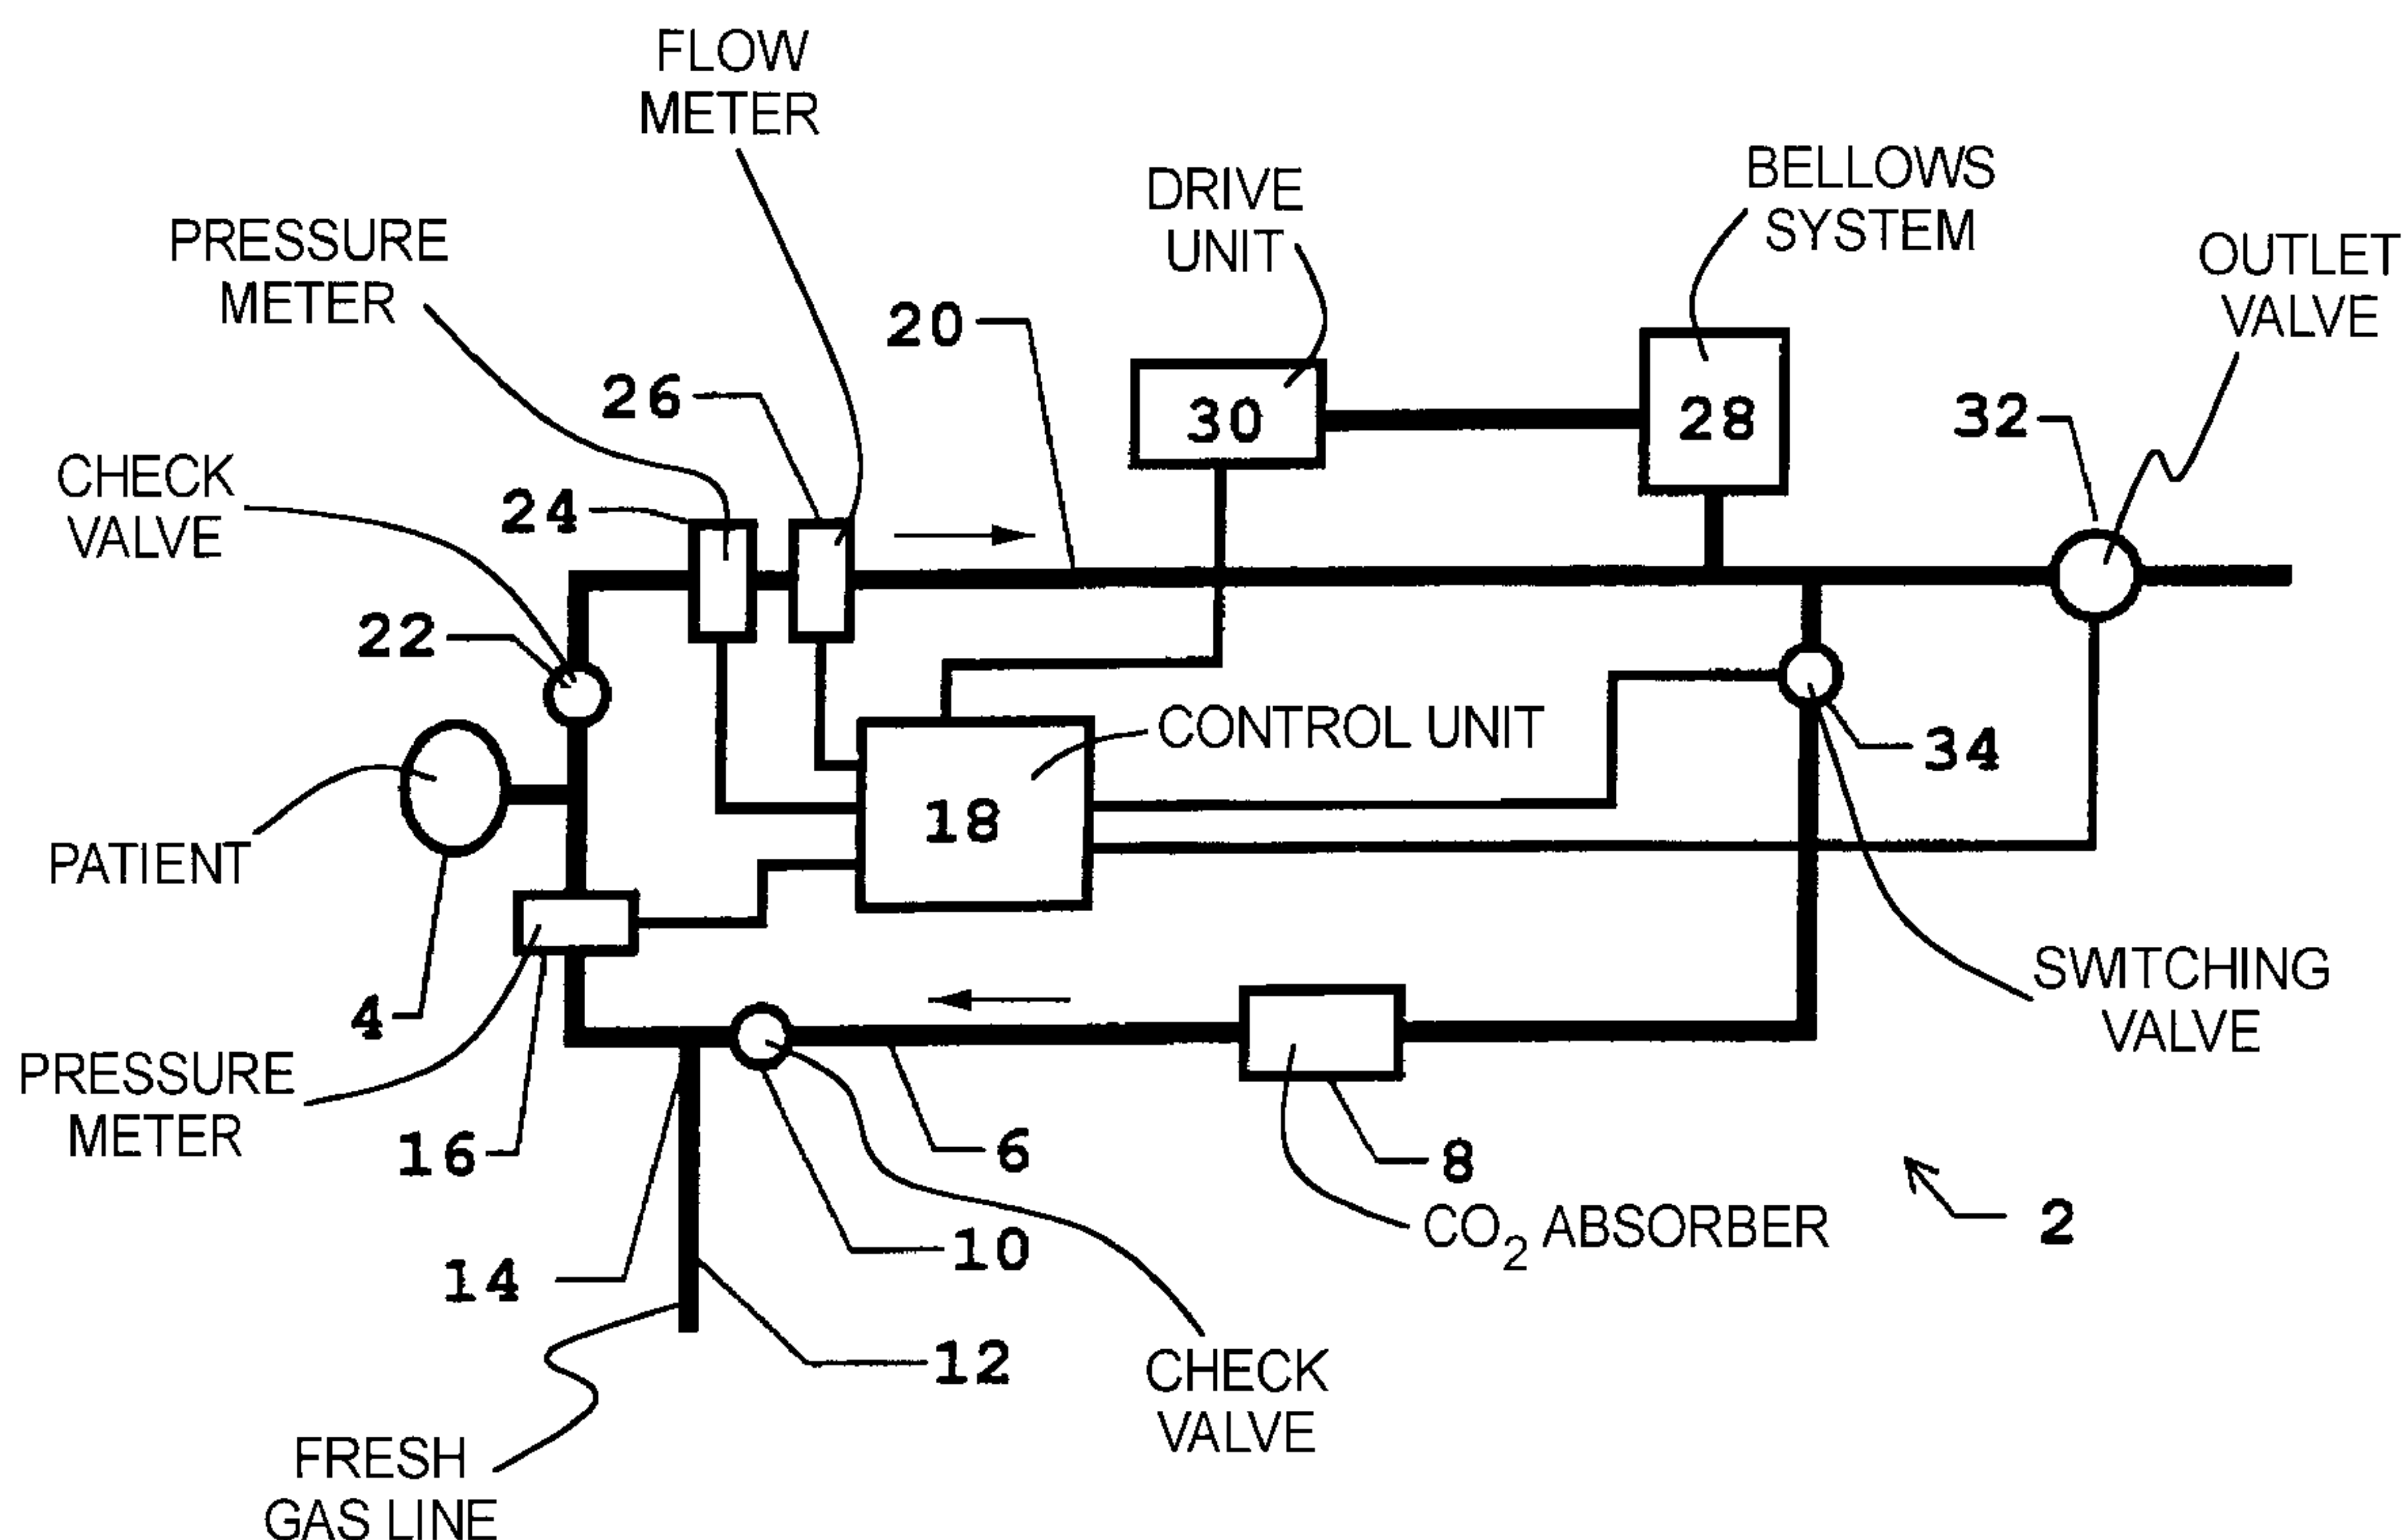 FLOW
METER
DRIVE
UNIT
BELLOWS
SYSTEM
OUTLET
VALVE
PRESSURE
METER
20
26
30
28
32
CHECK
VALVE
24
22
CONTROL UNIT
34
18
PATIENT
4
SWITCHING
VALVE
PRESSURE
METER
16
6
8
CO₂ ABSORBER
2
10
14
12
CHECK
VALVE
FRESH
GAS LINE